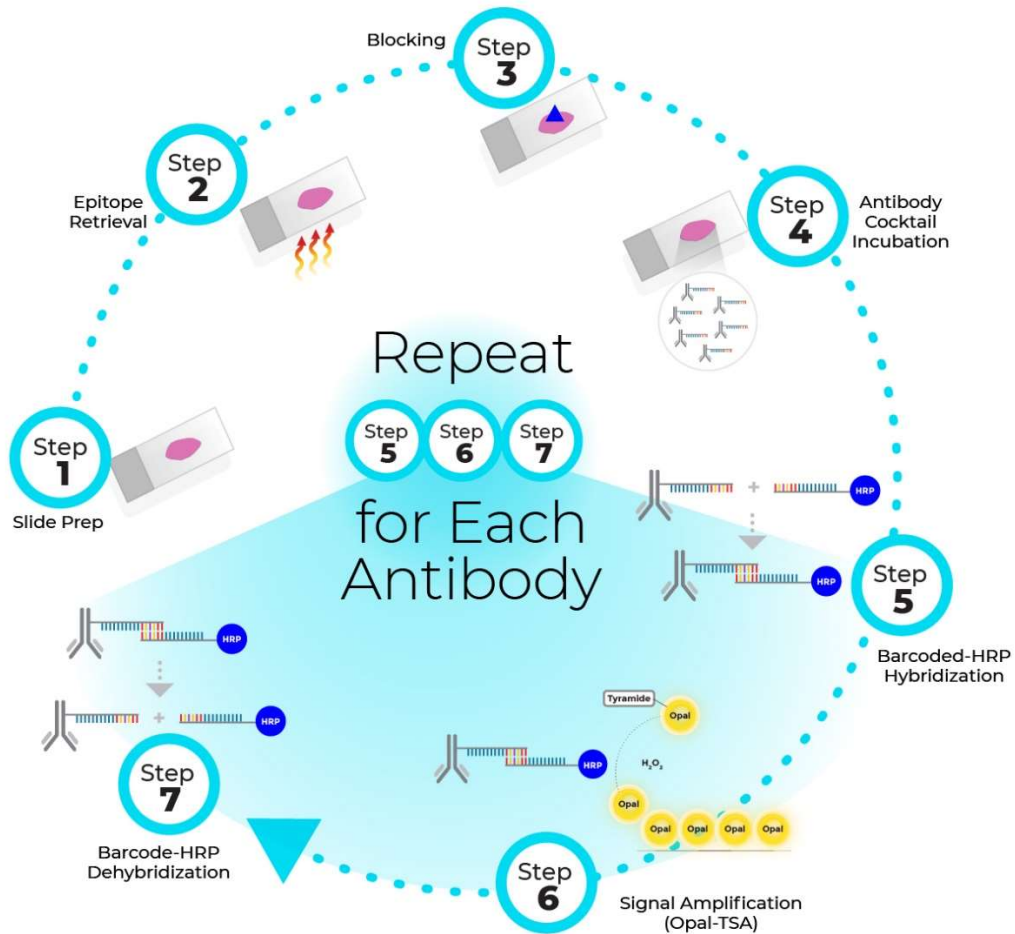 Step
1
Slide Prep
Step
2
Epitope
Retrieval
Step
3
Blocking
Step
4
Antibody
Cocktail
Incubation
Repeat
Step
5
Step
6
Step
7
for Each
Antibody
+
HRP
HRP
Step
5
Barcoded-HRP
Hybridization
Tyramide
Opal
H₂O₂
HRP
Opal
Opal
Opal
Opal
Opal
Step
6
Signal Amplification
(Opal-TSA)
HRP
+
HRP
Step
7
Barcode-HRP
Dehybridization